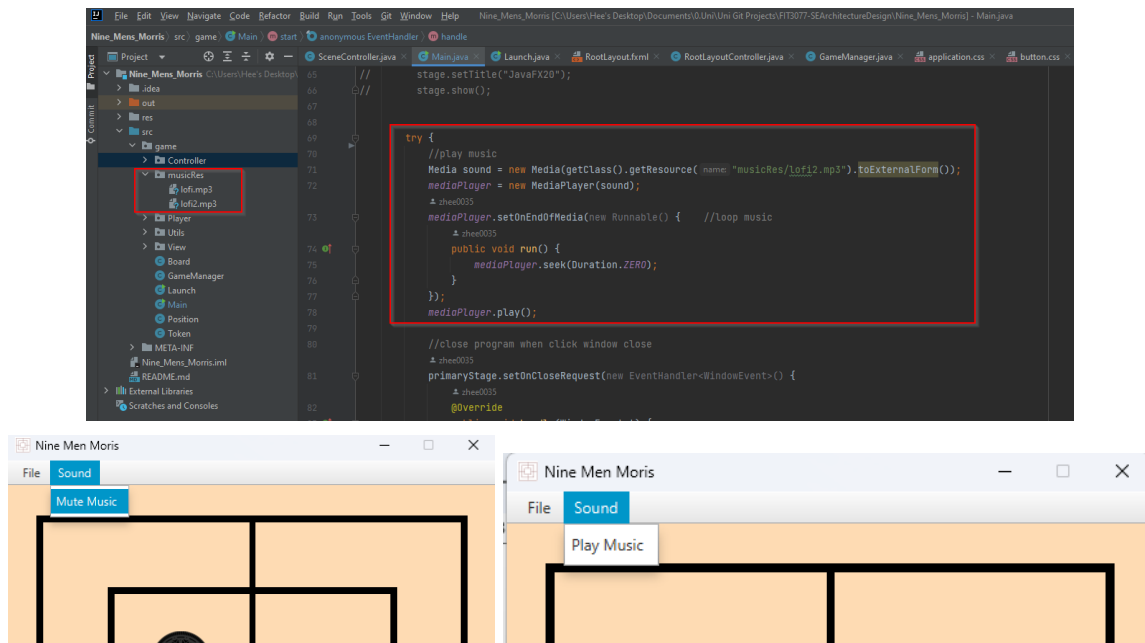 File Edit View Navigate Code Refactor Build Run Tools Git Window Help Nine_Mens_Morris [C:\Users\Hee's Desktop\Documents\0.Uni\Uni Git Projects\FIT3077-SEArchitectureDesign\Nine_Mens_Morris] - Main.java
Nine_Mens_Morris src game Main start anonymous EventHandler handle
Project
SceneController.java Main.java Launch.java RootLayout.fxml RootLayoutController.java GameManager.java application.css button.css
Project
Commit
Nine_Mens_Morris C:\Users\Hee's Desktop\
.idea
out
res
src
game
Controller
musicRes
lofi.mp3
lofi2.mp3
Player
Utils
View
Board
GameManager
Launch
Main
Position
Token
META-INF
Nine_Mens_Morris.iml
README.md
External Libraries
Scratches and Consoles
65 // stage.setTitle("JavaFX20");
66 // stage.show();
67
68
69 try {
70 //play music
71 Media sound = new Media(getClass().getResource( name: "musicRes/lofi2.mp3").toExternalForm());
72 mediaPlayer = new MediaPlayer(sound);
zhee0035
73 mediaPlayer.setOnEndOfMedia(new Runnable() { //loop music
zhee0035
74 public void run() {
75 mediaPlayer.seek(Duration.ZERO);
76 }
77 });
78 mediaPlayer.play();
79
80 //close program when click window close
zhee0035
81 primaryStage.setOnCloseRequest(new EventHandler<WindowEvent>() {
zhee0035
82 @Override
Nine Men Moris
File Sound
Mute Music
Nine Men Moris
File Sound
Play Music